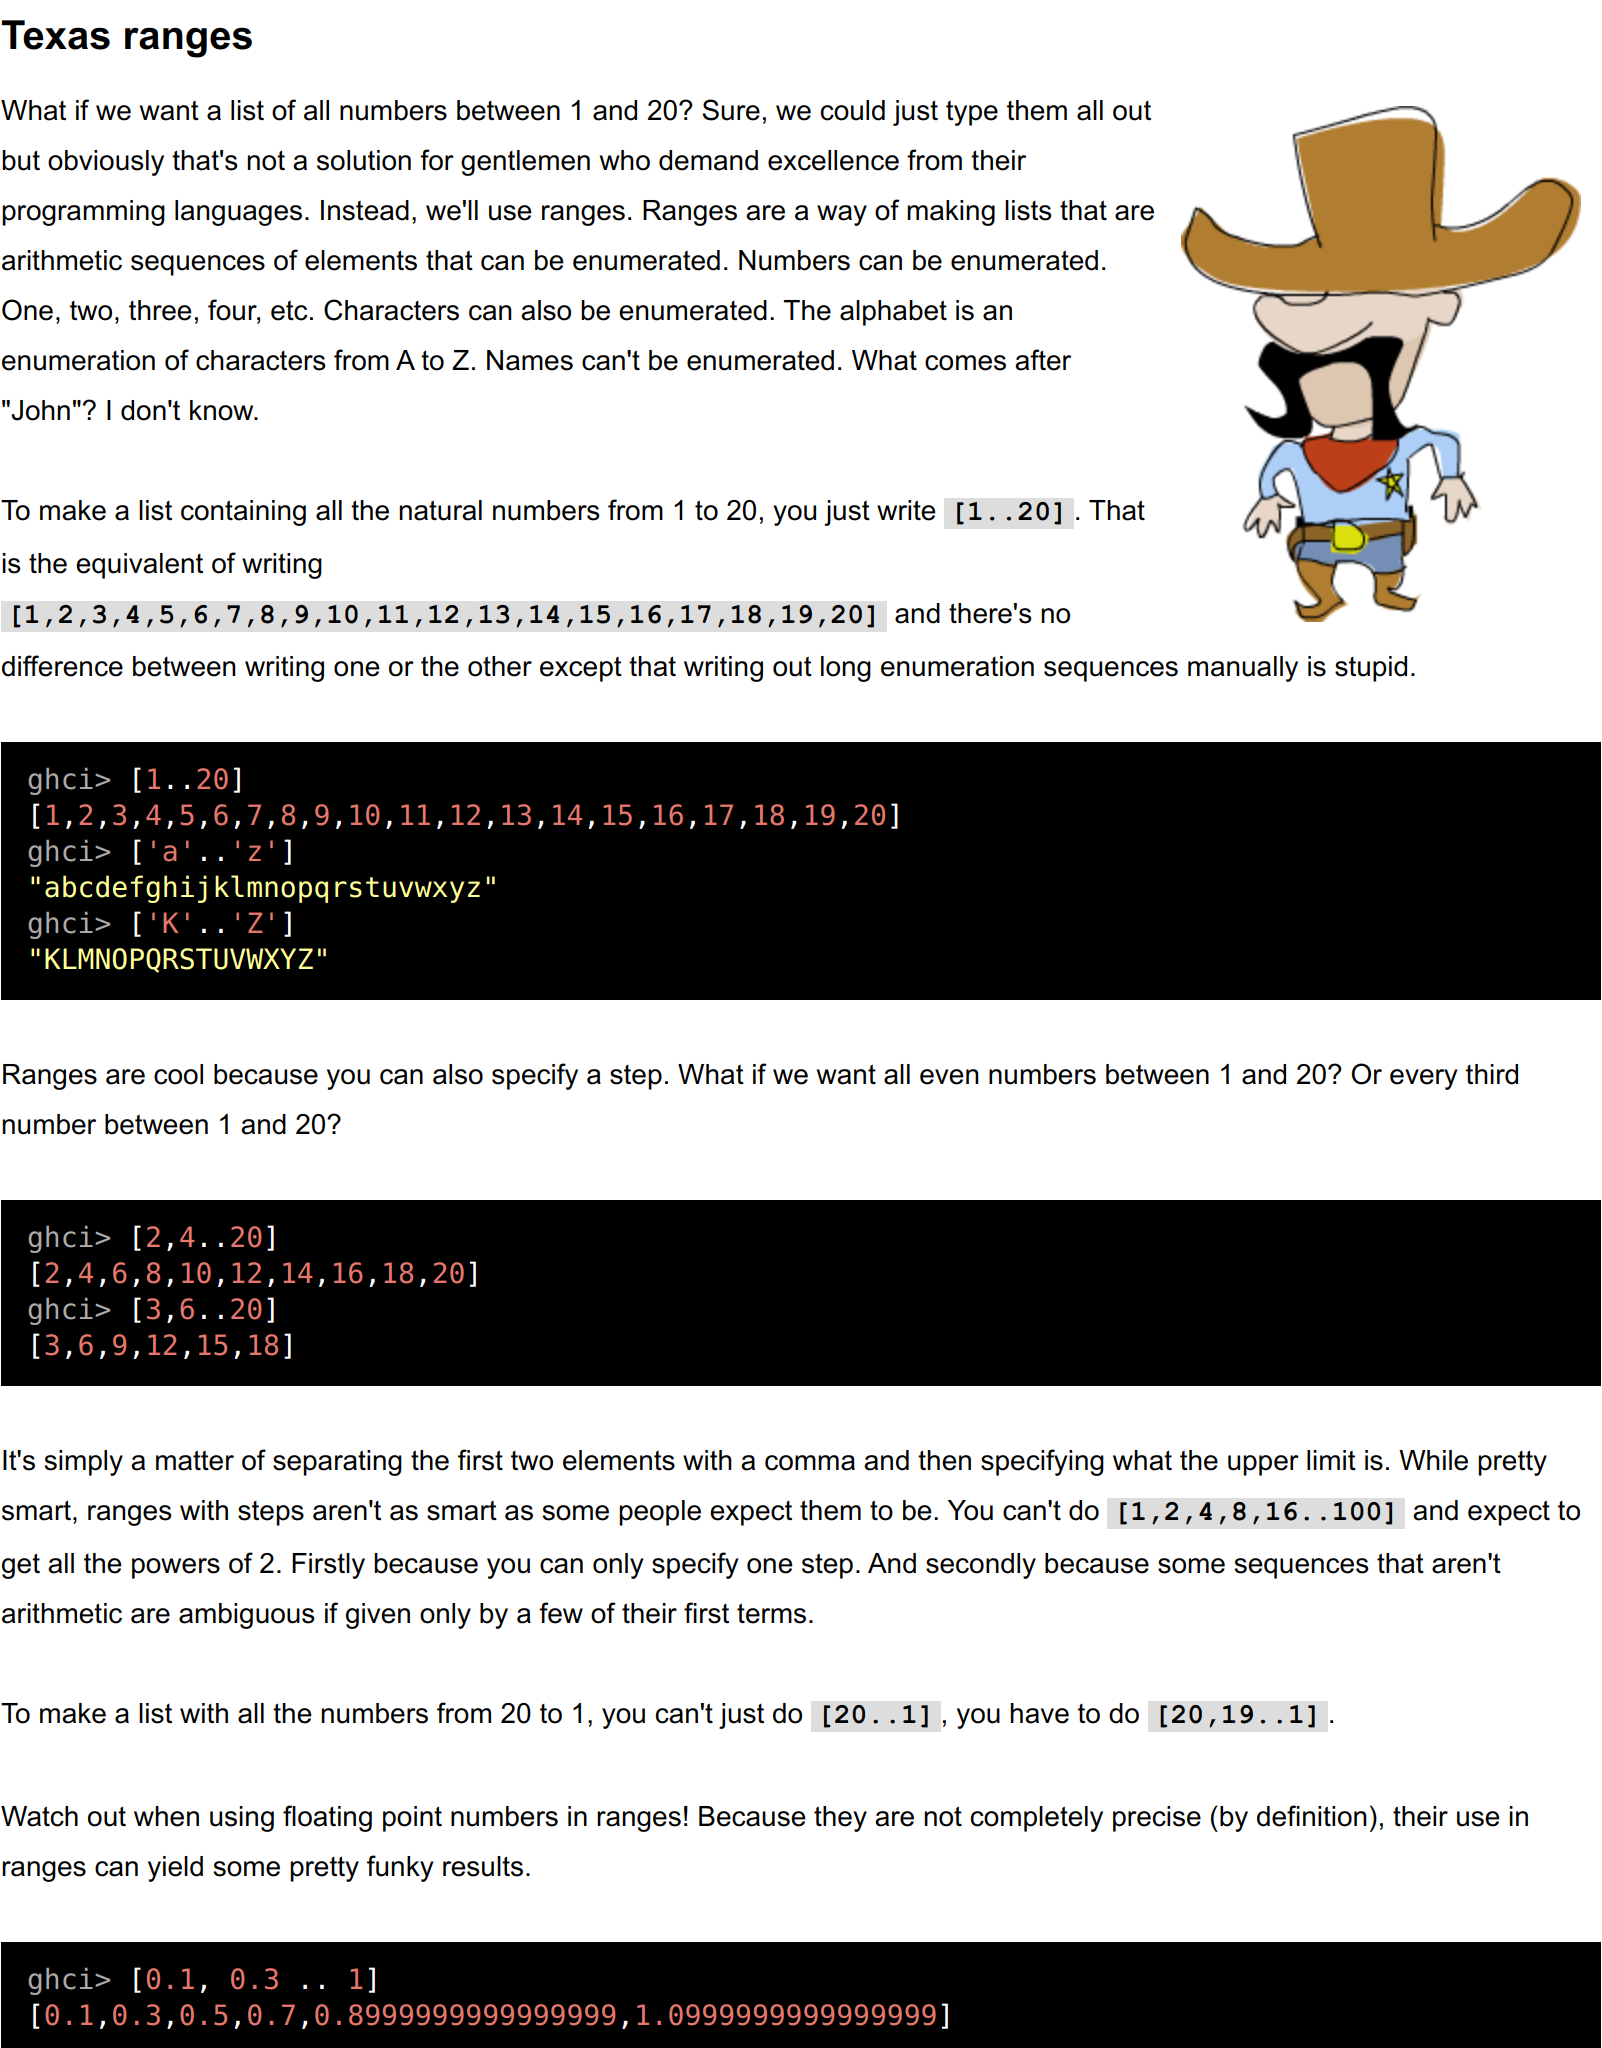 Texas ranges
What if we want a list of all numbers between 1 and 20? Sure, we could just type them all out
but obviously that's not a solution for gentlemen who demand excellence from their
programming languages. Instead, we'll use ranges. Ranges are a way of making lists that are
arithmetic sequences of elements that can be enumerated. Numbers can be enumerated.
One, two, three, four, etc. Characters can also be enumerated. The alphabet is an
enumeration of characters from A to Z. Names can't be enumerated. What comes after
"John"? I don't know.
To make a list containing all the natural numbers from 1 to 20, you just write [1..20]. That
is the equivalent of writing
[1,2,3,4,5,6,7,8,9,10,11,12,13,14,15,16,17,18,19,20] and there's no
difference between writing one or the other except that writing out long enumeration sequences manually is stupid.
ghci> [1..20]
[1,2,3,4,5,6,7,8,9,10,11,12,13,14,15,16,17,18,19,20]
ghci> ['a'..'z']
"abcdefghijklmnopqrstuvwxyz"
ghci> ['K'..'Z']
"KLMNOPQRSTUVWXYZ"
Ranges are cool because you can also specify a step. What if we want all even numbers between 1 and 20? Or every third
number between 1 and 20?
ghci> [2,4..20]
[2,4,6,8,10,12,14,16,18,20]
ghci> [3,6..20]
[3,6,9,12,15,18]
It's simply a matter of separating the first two elements with a comma and then specifying what the upper limit is. While pretty
smart, ranges with steps aren't as smart as some people expect them to be. You can't do [1,2,4,8,16..100] and expect to
get all the powers of 2. Firstly because you can only specify one step. And secondly because some sequences that aren't
arithmetic are ambiguous if given only by a few of their first terms.
To make a list with all the numbers from 20 to 1, you can't just do [20..1], you have to do [20,19..1].
Watch out when using floating point numbers in ranges! Because they are not completely precise (by definition), their use in
ranges can yield some pretty funky results.
ghci> [0.1, 0.3 .. 1]
[0.1,0.3,0.5,0.7,0.8999999999999999,1.0999999999999999]